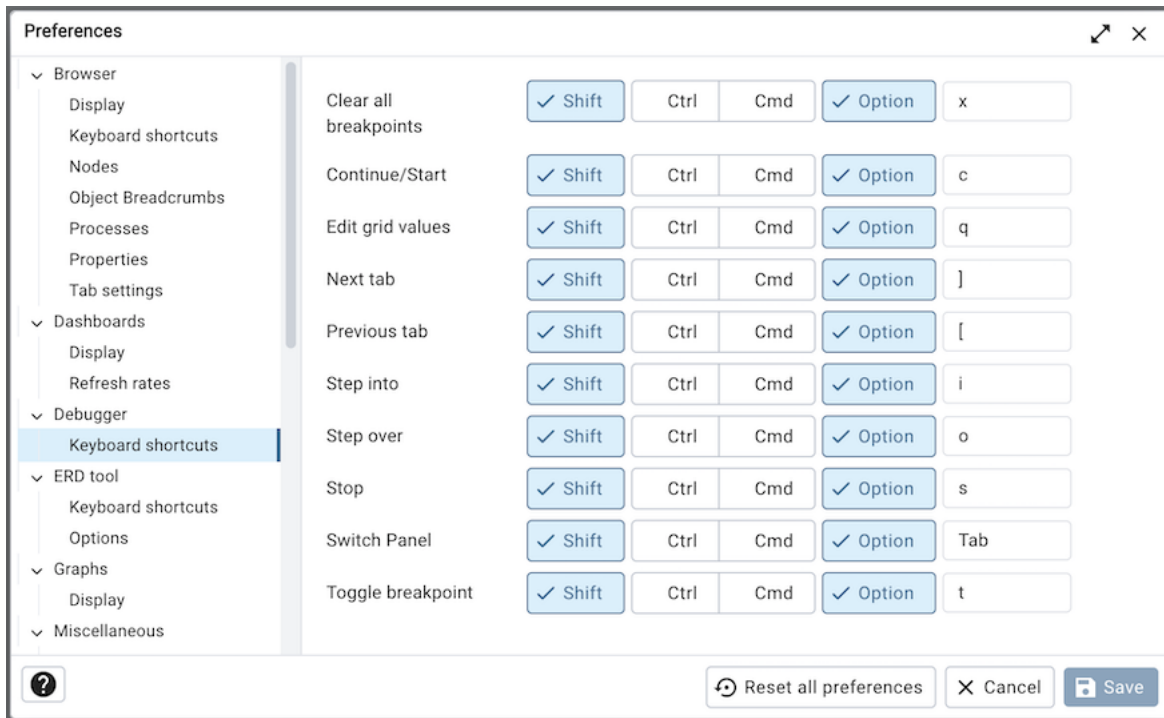 Preferences
Browser
Display
Keyboard shortcuts
Nodes
Object Breadcrumbs
Processes
Properties
Tab settings
Dashboards
Display
Refresh rates
Debugger
Keyboard shortcuts
ERD tool
Keyboard shortcuts
Options
Graphs
Display
Miscellaneous
Clear all
breakpoints
Shift Ctrl Cmd Option x
Continue/Start Shift Ctrl Cmd Option c
Edit grid values Shift Ctrl Cmd Option q
Next tab Shift Ctrl Cmd Option ]
Previous tab Shift Ctrl Cmd Option [
Step into Shift Ctrl Cmd Option i
Step over Shift Ctrl Cmd Option o
Stop Shift Ctrl Cmd Option s
Switch Panel Shift Ctrl Cmd Option Tab
Toggle breakpoint Shift Ctrl Cmd Option t
? Reset all preferences Cancel Save